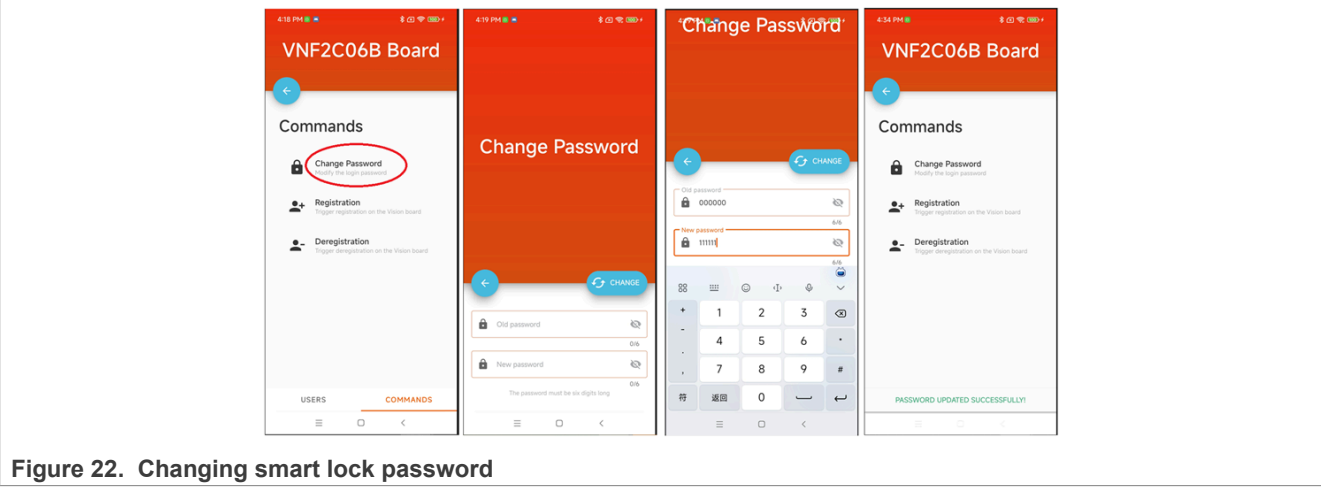 4:18 PM
VNF2C06B Board
Commands
Change Password
Modify the login password
Registration
Trigger registration on the Vision board
Deregistration
Trigger deregistration on the Vision board
USERS
COMMANDS
4:19 PM
Change Password
CHANGE
Old password
0/6
New password
0/6
The password must be six digits long
Change Password
CHANGE
Old password
000000
6/6
New password
111111
6/6
+ 1 2 3
- 4 5 6 .
. 7 8 9 #
,
符 返回 0
4:34 PM
VNF2C06B Board
Commands
Change Password
Modify the login password
Registration
Trigger registration on the Vision board
Deregistration
Trigger deregistration on the Vision board
PASSWORD UPDATED SUCCESSFULLY!
Figure 22. Changing smart lock password